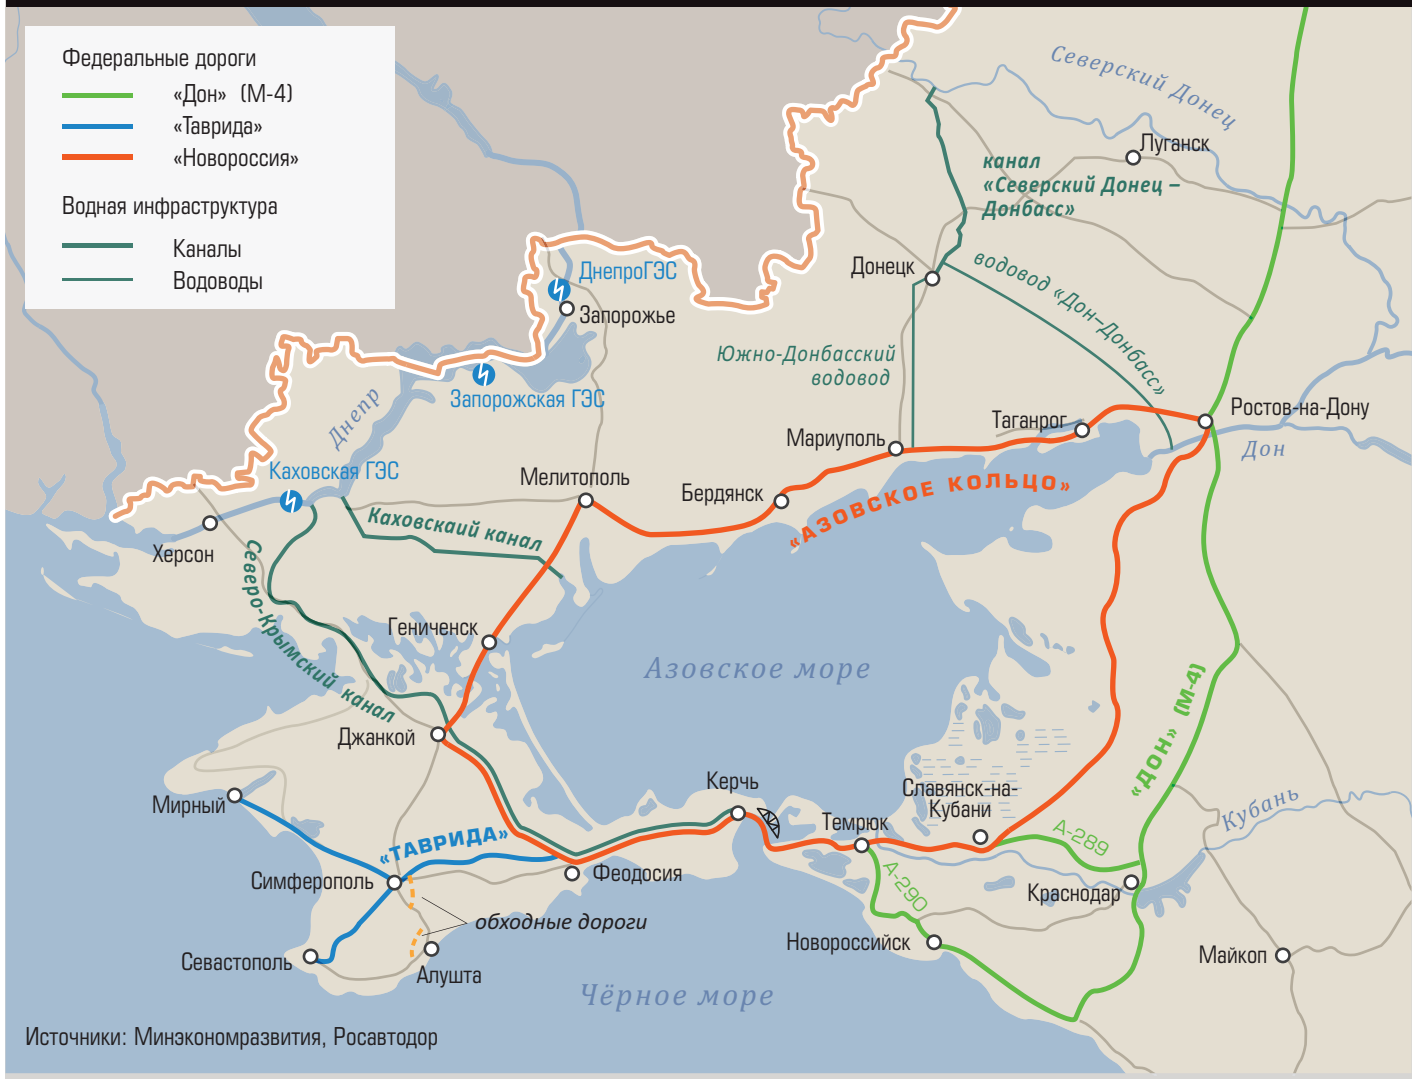 Федеральные дороги
«Дон» (М-4)
«Таврида»
«Новороссия»
Водная инфраструктура
Каналы
Водоводы
Северский Донец
Луганск
канал
«Северский Донец –
Донбасс»
Донецк
водовод «Дон–Донбасс»
ДнепроГЭС
Запорожье
Южно-Донбасский
водовод
Запорожская ГЭС
Днепр
Таганрог
Ростов-на-Дону
Мариуполь
Дон
Каховская ГЭС
Мелитополь
Бердянск
«АЗОВСКОЕ КОЛЬЦО»
Каховскаий канал
Херсон
Северо-Крымский канал
Геническ
Азовское море
«ДОН» (М-4)
Джанкой
Мирный
Керчь
Славянск-на-
Кубани
Темрюк
Кубань
А-289
«ТАВРИДА»
Симферополь
Феодосия
А-290
Краснодар
обходные дороги
Новороссийск
Майкоп
Севастополь
Алушта
Чёрное море
Источники: Минэкономразвития, Росавтодор